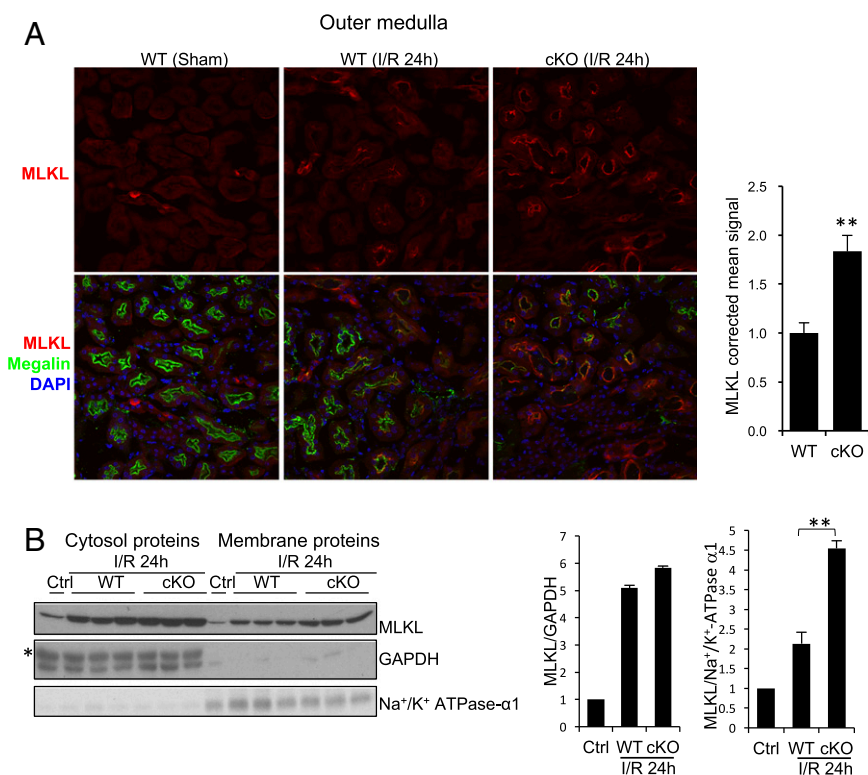 A
Outer medulla
WT (Sham)
WT (I/R 24h)
cKO (I/R 24h)
MLKL
MLKL
Megalin
DAPI
MLKL corrected mean signal
2.5
2.0
1.5
1.0
0.5
0.0
**
WT
cKO
B
Cytosol proteins
Membrane proteins
I/R 24h
I/R 24h
Ctrl
WT
cKO
Ctrl
WT
cKO
MLKL
*
GAPDH
Na⁺/K⁺ ATPase-α1
MLKL/GAPDH
7
6
5
4
3
2
1
0
Ctrl
WT
cKO
I/R 24h
MLKL/Na⁺/K⁺-ATPase α1
5
4.5
4
3.5
3
2.5
2
1.5
1
0.5
0
**
Ctrl
WT
cKO
I/R 24h